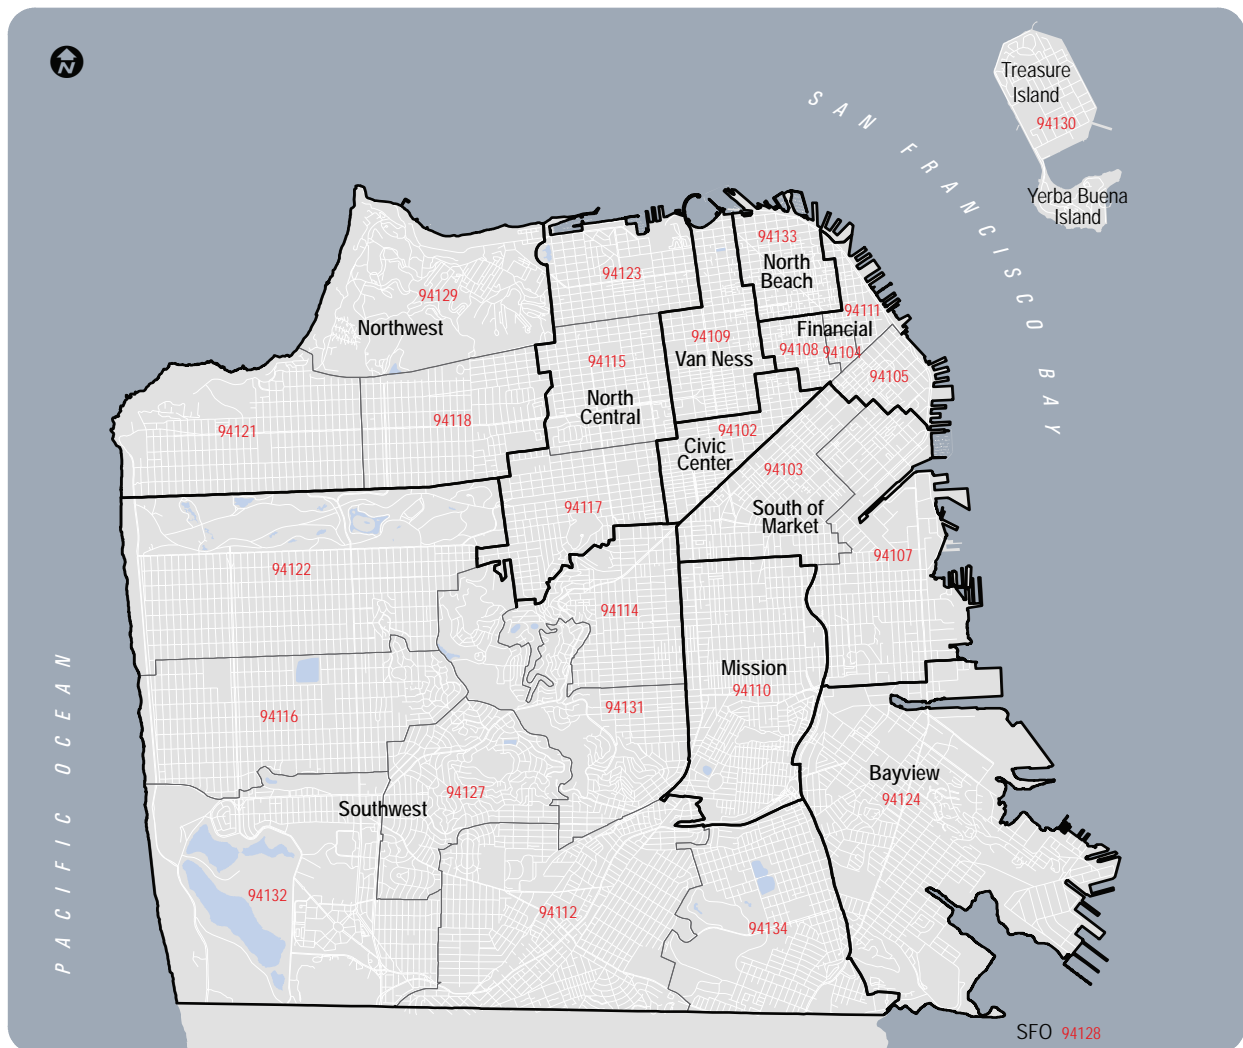 N
Treasure
Island
94130
SAN FRANCISCO BAY
Yerba Buena
Island
94133
North
Beach
94123
94129
Northwest
94111
Financial
94109
Van Ness
94108
94104
94115
94105
North
Central
94118
94121
94102
Civic
Center
94103
94117
South of
Market
94107
94122
94114
PACIFIC OCEAN
Mission
94110
94131
94116
Bayview
94124
94127
Southwest
94132
94112
94134
SFO 94128